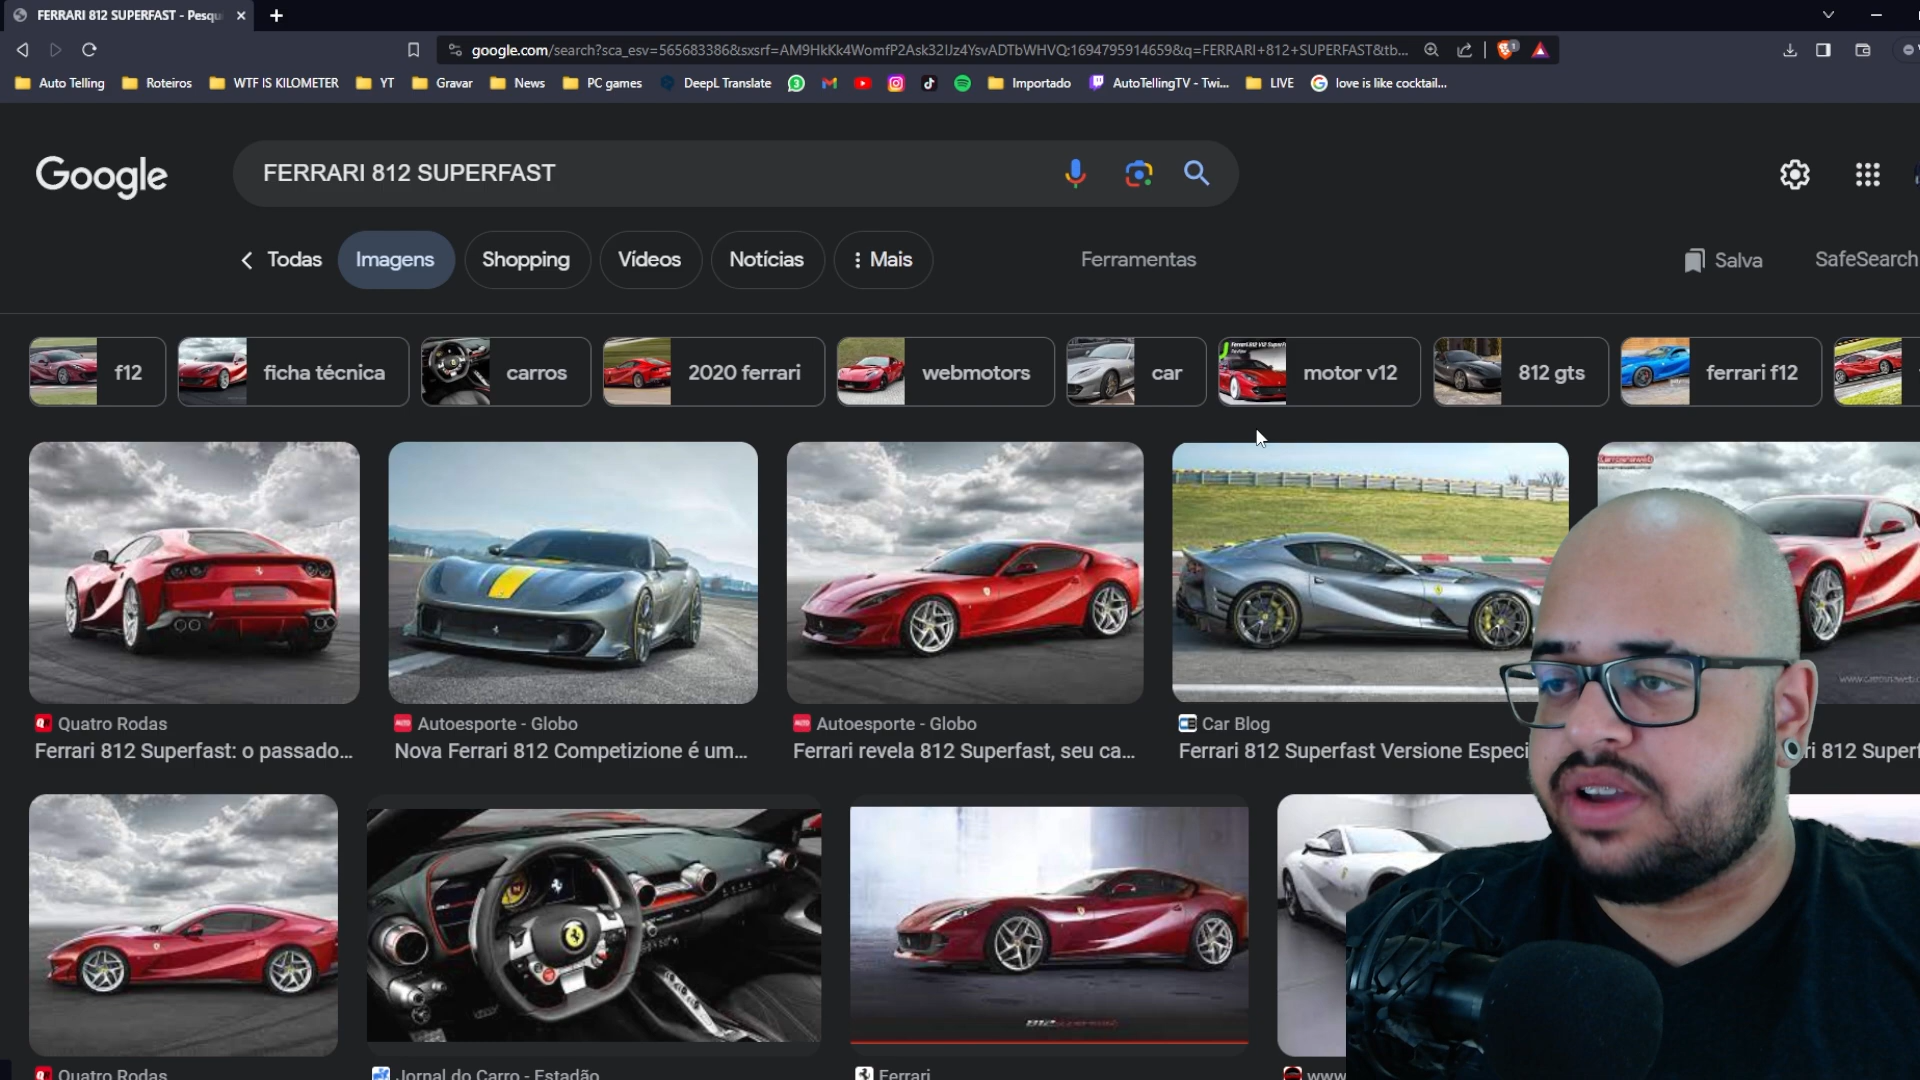 FERRARI 812 SUPERFAST - Pesqu
google.com/search?sca_esv=565683386&sxsrf=AM9HkKk4WomfP2Ask32IJz4YsvADTbWHVQ:1694795914659&q=FERRARI+812+SUPERFAST&tb...
Auto Telling
Roteiros
WTF IS KILOMETER
YT
Gravar
News
PC games
DeepL Translate
Importado
AutoTellingTV - Twi...
LIVE
love is like cocktail...
Google
FERRARI 812 SUPERFAST
Todas
Imagens
Shopping
Vídeos
Notícias
Mais
Ferramentas
Salva
SafeSearch
f12
ficha técnica
carros
2020 ferrari
webmotors
car
motor v12
812 gts
ferrari f12
Quatro Rodas
Ferrari 812 Superfast: o passado...
Autoesporte - Globo
Nova Ferrari 812 Competizione é um...
Autoesporte - Globo
Ferrari revela 812 Superfast, seu ca...
Car Blog
Ferrari 812 Superfast Versione Especi
ri 812 Superf
Quatro Rodas
Jornal do Carro - Estadão
Ferrari
www